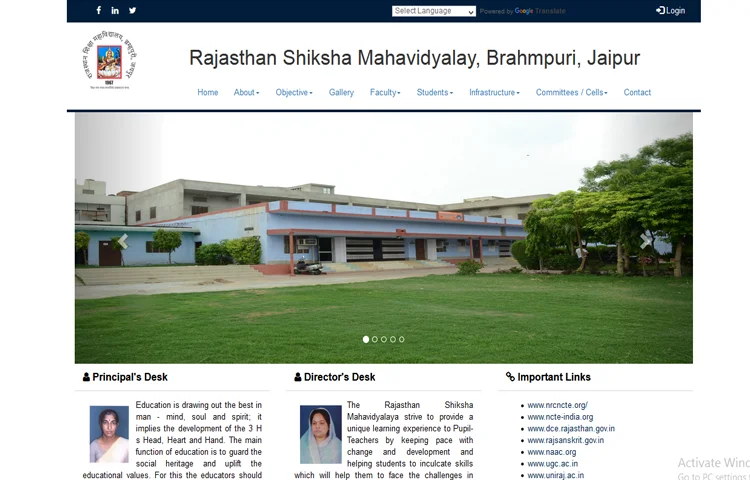 Select Language
Powered by Google Translate
Login
1967
Rajasthan Shiksha Mahavidyalay, Brahmpuri, Jaipur
Home About Objective Gallery Faculty Students Infrastructure Committees / Cells Contact
Principal's Desk
Education is drawing out the best in
man - mind, soul and spirit; it
implies the development of the 3 H
s Head, Heart and Hand. The main
function of education is to guard the
social heritage and uplift the
educational values. For this the educators should
Director's Desk
The Rajasthan Shiksha
Mahavidyalaya strive to provide a
unique learning experience to Pupil-
Teachers by keeping pace with
change and development and
helping students to inculcate skills
which will help them to face the challenges in
Important Links
www.nrcncte.org/
www.ncte-india.org
www.dce.rajasthan.gov.in
www.rajsanskrit.gov.in
www.naac.org
www.ugc.ac.in
www.uniraj.ac.in
Activate Wind
Go to PC settings